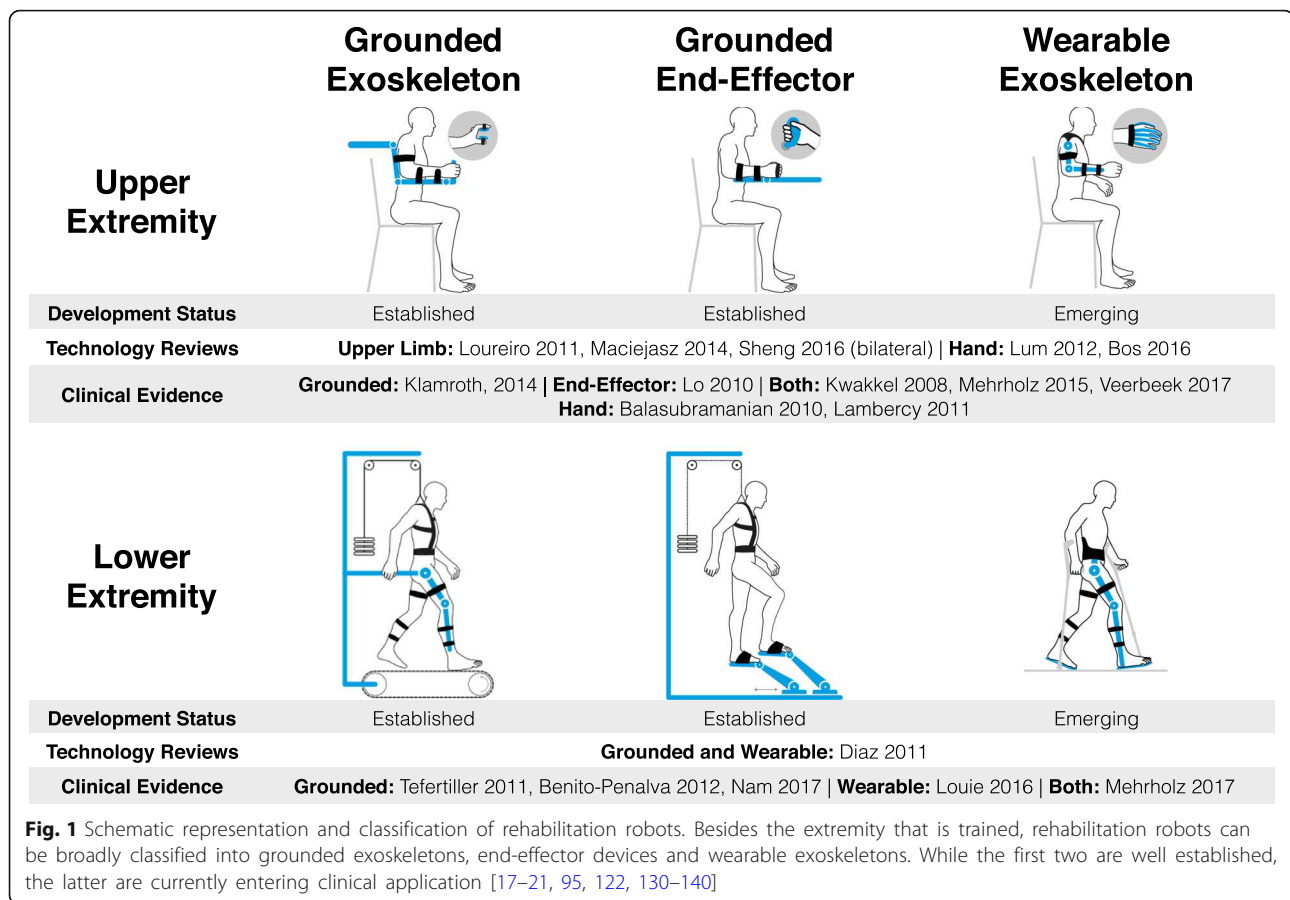 Grounded Exoskeleton
Grounded End-Effector
Wearable Exoskeleton
Upper Extremity
Development Status Established Established Emerging
Technology Reviews Upper Limb: Loureiro 2011, Maciejasz 2014, Sheng 2016 (bilateral) | Hand: Lum 2012, Bos 2016
Clinical Evidence Grounded: Klamroth, 2014 | End-Effector: Lo 2010 | Both: Kwakkel 2008, Mehrholz 2015, Veerbeek 2017
Hand: Balasubramanian 2010, Lambercy 2011
Lower Extremity
Development Status Established Established Emerging
Technology Reviews Grounded and Wearable: Diaz 2011
Clinical Evidence Grounded: Tefertiller 2011, Benito-Penalva 2012, Nam 2017 | Wearable: Louie 2016 | Both: Mehrholz 2017
Fig. 1 Schematic representation and classification of rehabilitation robots. Besides the extremity that is trained, rehabilitation robots can
be broadly classified into grounded exoskeletons, end-effector devices and wearable exoskeletons. While the first two are well established,
the latter are currently entering clinical application [17–21, 95, 122, 130–140]